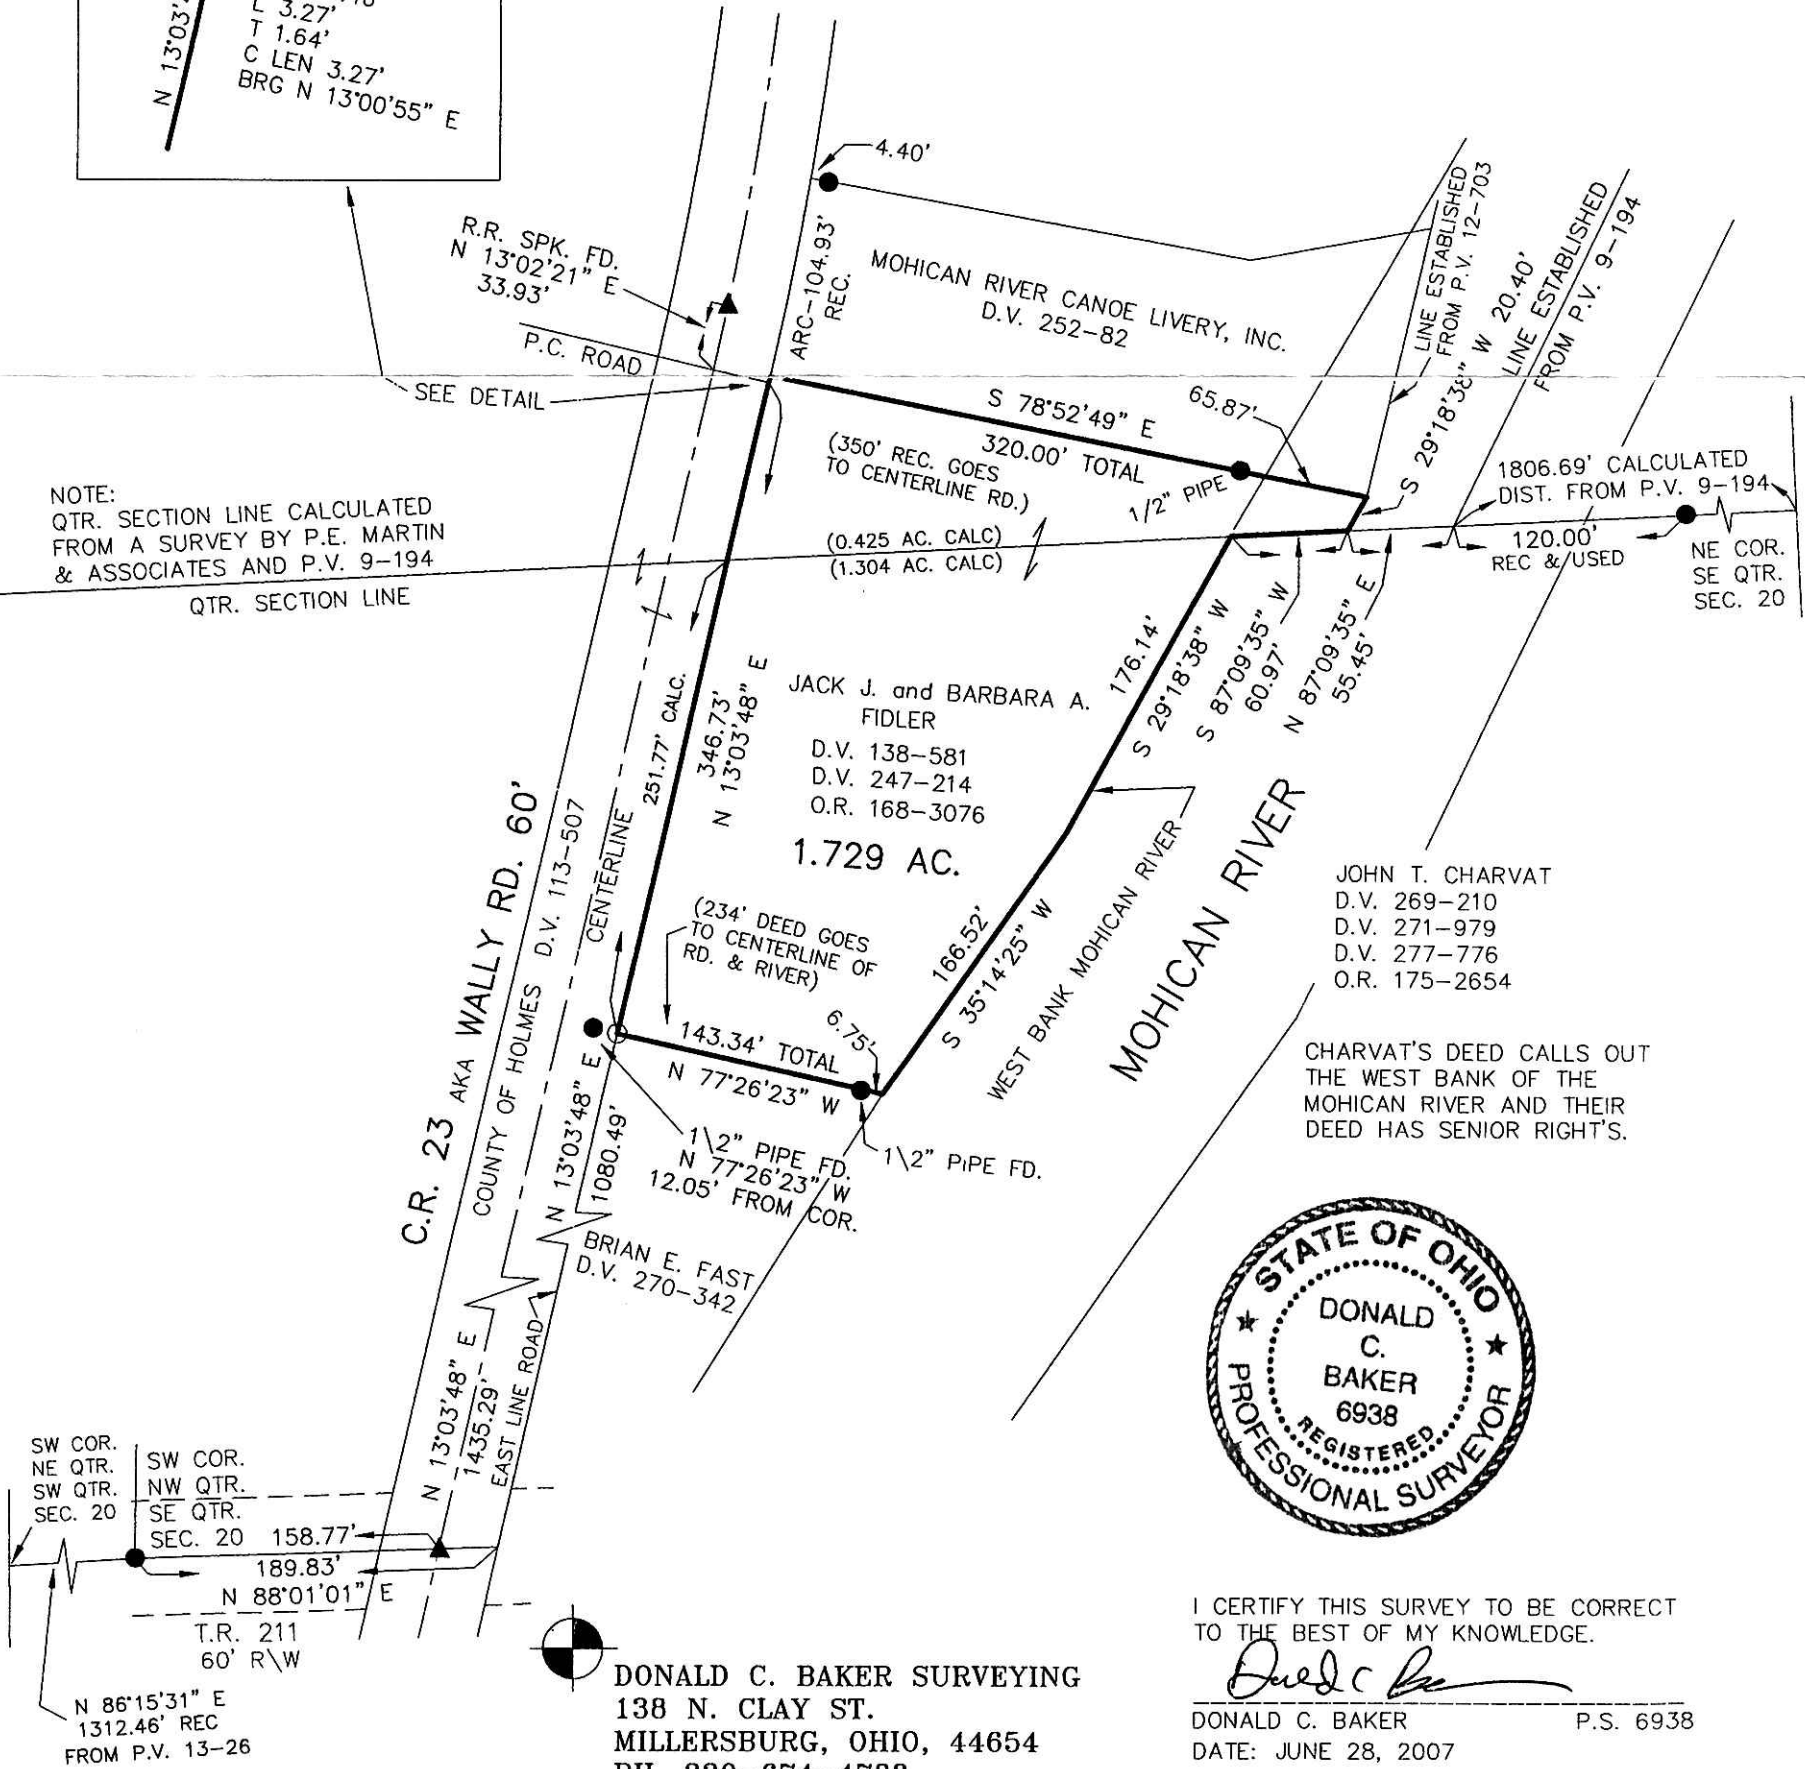 N 13°03'
L 3.27'
T 1.64'
C LEN 3.27'
BRG N 13°00'55" E
4.40'
R.R. SPK. FD.
N 13°02'21" E
33.93'
ARC-104.93'
REC.
MOHICAN RIVER CANOE LIVERY, INC.
D.V. 252-82
LINE ESTABLISHED
FROM P.V. 12-703
S 29°18'38" W 20.40'
LINE ESTABLISHED
FROM P.V. 9-194
P.C. ROAD
SEE DETAIL
S 78°52'49" E
320.00' TOTAL
65.87'
(350' REC. GOES
TO CENTERLINE RD.)
1/2" PIPE
1806.69' CALCULATED
DIST. FROM P.V. 9-194
120.00'
REC & USED
NE COR.
SE QTR.
SEC. 20
NOTE:
QTR. SECTION LINE CALCULATED
FROM A SURVEY BY P.E. MARTIN
& ASSOCIATES AND P.V. 9-194
QTR. SECTION LINE
(0.425 AC. CALC)
(1.304 AC. CALC)
176.14'
S 29°18'38" W
S 87°09'35" W
60.97'
N 87°09'35" E
55.45'
251.77' CALC.
346.73'
N 13°03'48" E
JACK J. and BARBARA A.
FIDLER
D.V. 138-581
D.V. 247-214
O.R. 168-3076
1.729 AC.
(234' DEED GOES
TO CENTERLINE OF
RD. & RIVER)
166.52'
S 35°14'25" W
WEST BANK MOHICAN RIVER
MOHICAN RIVER
JOHN T. CHARVAT
D.V. 269-210
D.V. 271-979
D.V. 277-776
O.R. 175-2654
CHARVAT'S DEED CALLS OUT
THE WEST BANK OF THE
MOHICAN RIVER AND THEIR
DEED HAS SENIOR RIGHT'S.
C.R. 23 AKA WALLY RD. 60'
COUNTY OF HOLMES D.V. 113-507
CENTERLINE
143.34' TOTAL
N 77°26'23" W
6.75'
1\2" PIPE FD.
N 77°26'23" W
12.05' FROM COR.
1\2" PIPE FD.
N 13°03'48" E
1080.49'
BRIAN E. FAST
D.V. 270-342
N 13°03'48" E
1435.29'
EAST LINE ROAD
STATE OF OHIO
DONALD
C.
BAKER
6938
REGISTERED
PROFESSIONAL SURVEYOR
SW COR.
NE QTR.
SW QTR.
SEC. 20
SW COR.
NW QTR.
SE QTR.
SEC. 20
158.77'
189.83'
N 88°01'01" E
T.R. 211
60' R\W
N 86°15'31" E
1312.46' REC
FROM P.V. 13-26
DONALD C. BAKER SURVEYING
138 N. CLAY ST.
MILLERSBURG, OHIO, 44654
I CERTIFY THIS SURVEY TO BE CORRECT
TO THE BEST OF MY KNOWLEDGE.
DONALD C. BAKER P.S. 6938
DATE: JUNE 28, 2007